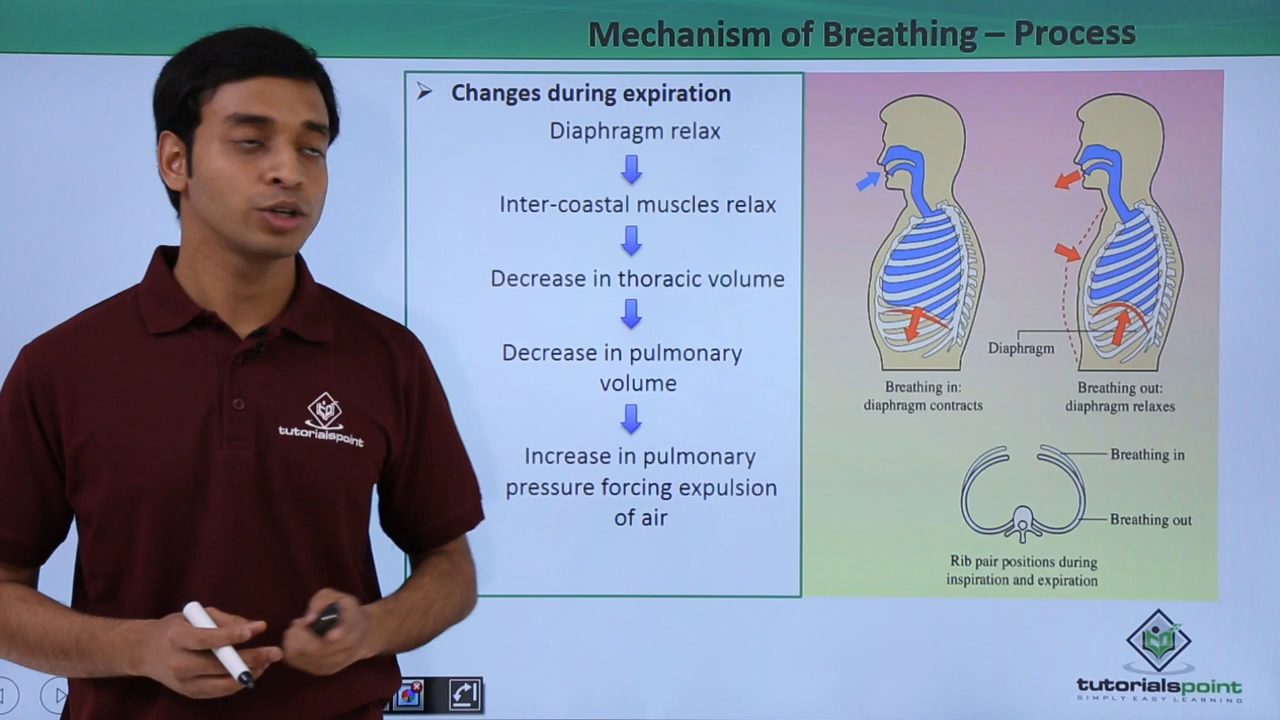 Mechanism of Breathing – Process
➢ Changes during expiration
Diaphragm relax
Inter-coastal muscles relax
Decrease in thoracic volume
Decrease in pulmonary
volume
Increase in pulmonary
pressure forcing expulsion
of air
Diaphragm
Breathing in:
diaphragm contracts
Breathing out:
diaphragm relaxes
Breathing in
Breathing out
Rib pair positions during
inspiration and expiration
tutorialspoint
tutorialspoint
SIMPLY EASY LEARNING